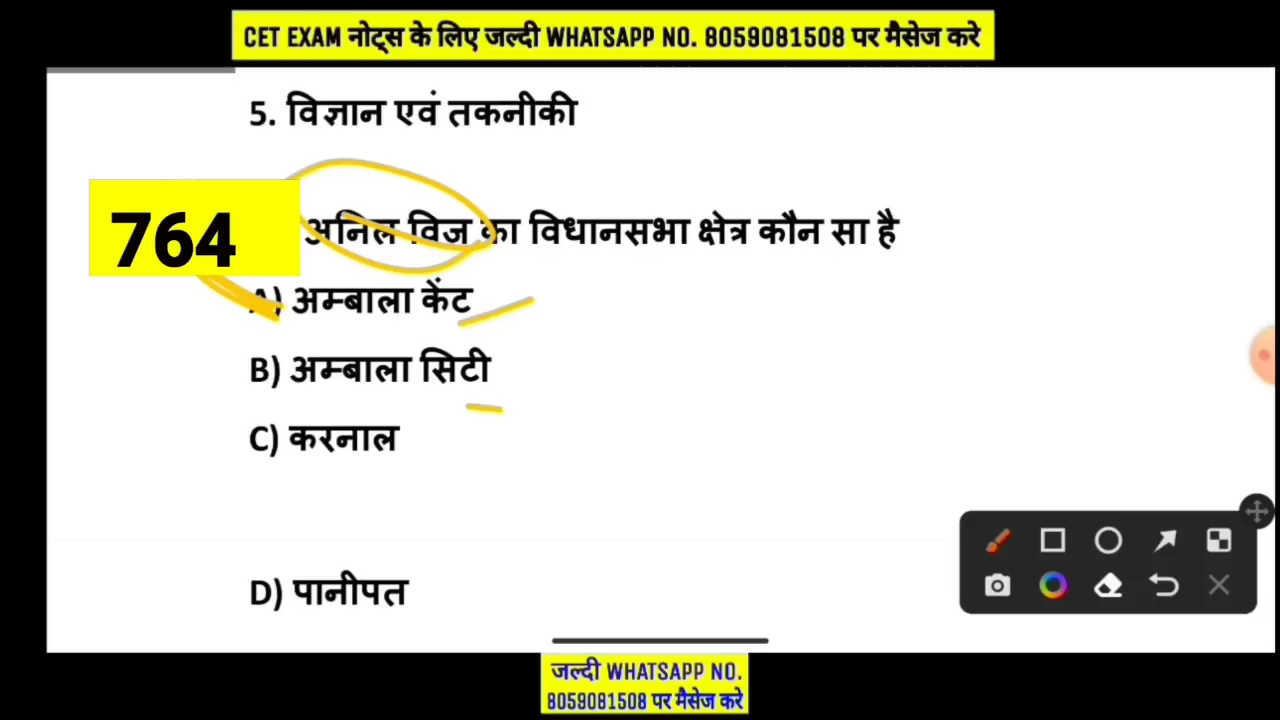 CET EXAM नोट्स के लिए जल्दी WHATSAPP NO. 8059081508 पर मैसेज करे
5. विज्ञान एवं तकनीकी
764 अनिल विज का विधानसभा क्षेत्र कौन सा है
A) अम्बाला केंट
B) अम्बाला सिटी
C) करनाल
D) पानीपत
जल्दी WHATSAPP NO.
8059081508 पर मैसेज करे